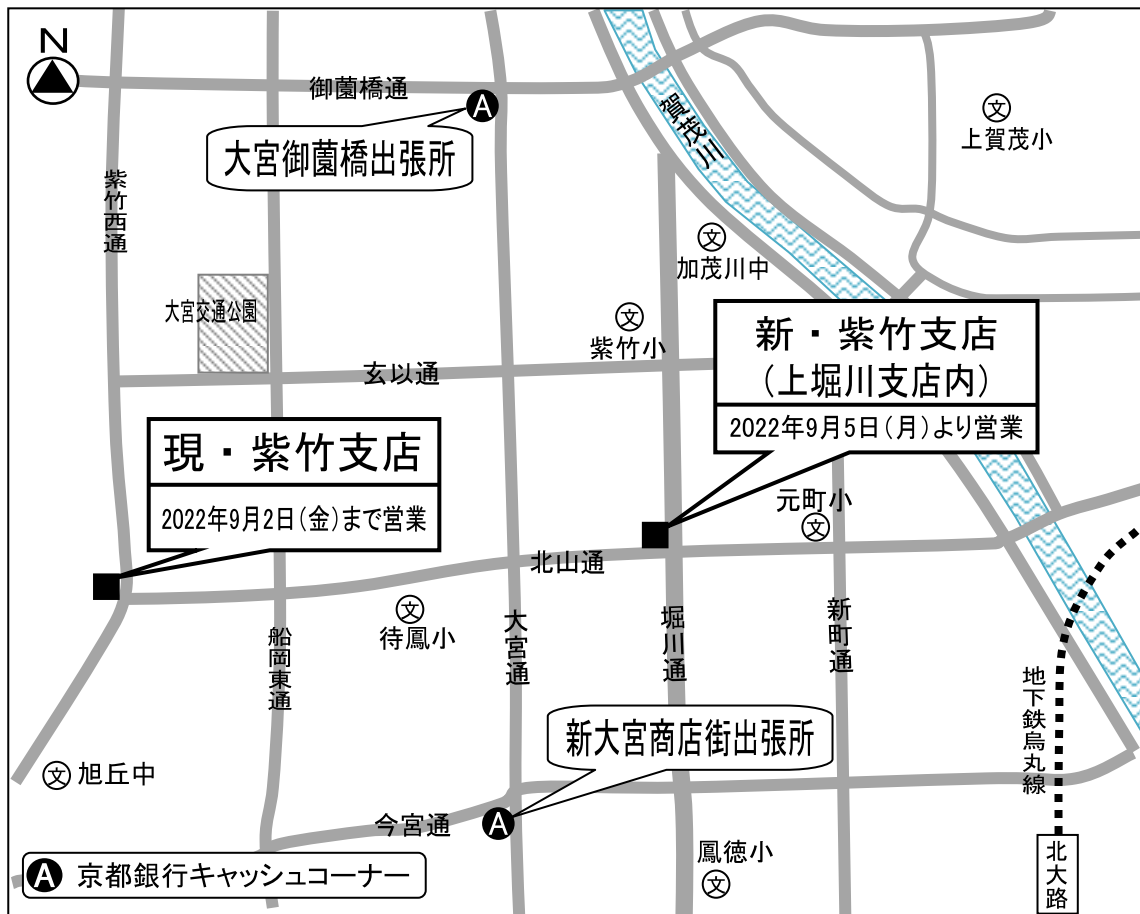 N
御薗橋通
A
大宮御薗橋出張所
賀茂川
文
上賀茂小
紫竹西通
文
加茂川中
大宮交通公園
文
紫竹小
玄以通
新・紫竹支店
(上堀川支店内)
2022年9月5日(月)より営業
現・紫竹支店
2022年9月2日(金)まで営業
元町小
文
北山通
文
待鳳小
船岡東通
大宮通
堀川通
新町通
地下鉄烏丸線
新大宮商店街出張所
文 旭丘中
今宮通
A
鳳徳小
文
北大路
A 京都銀行キャッシュコーナー